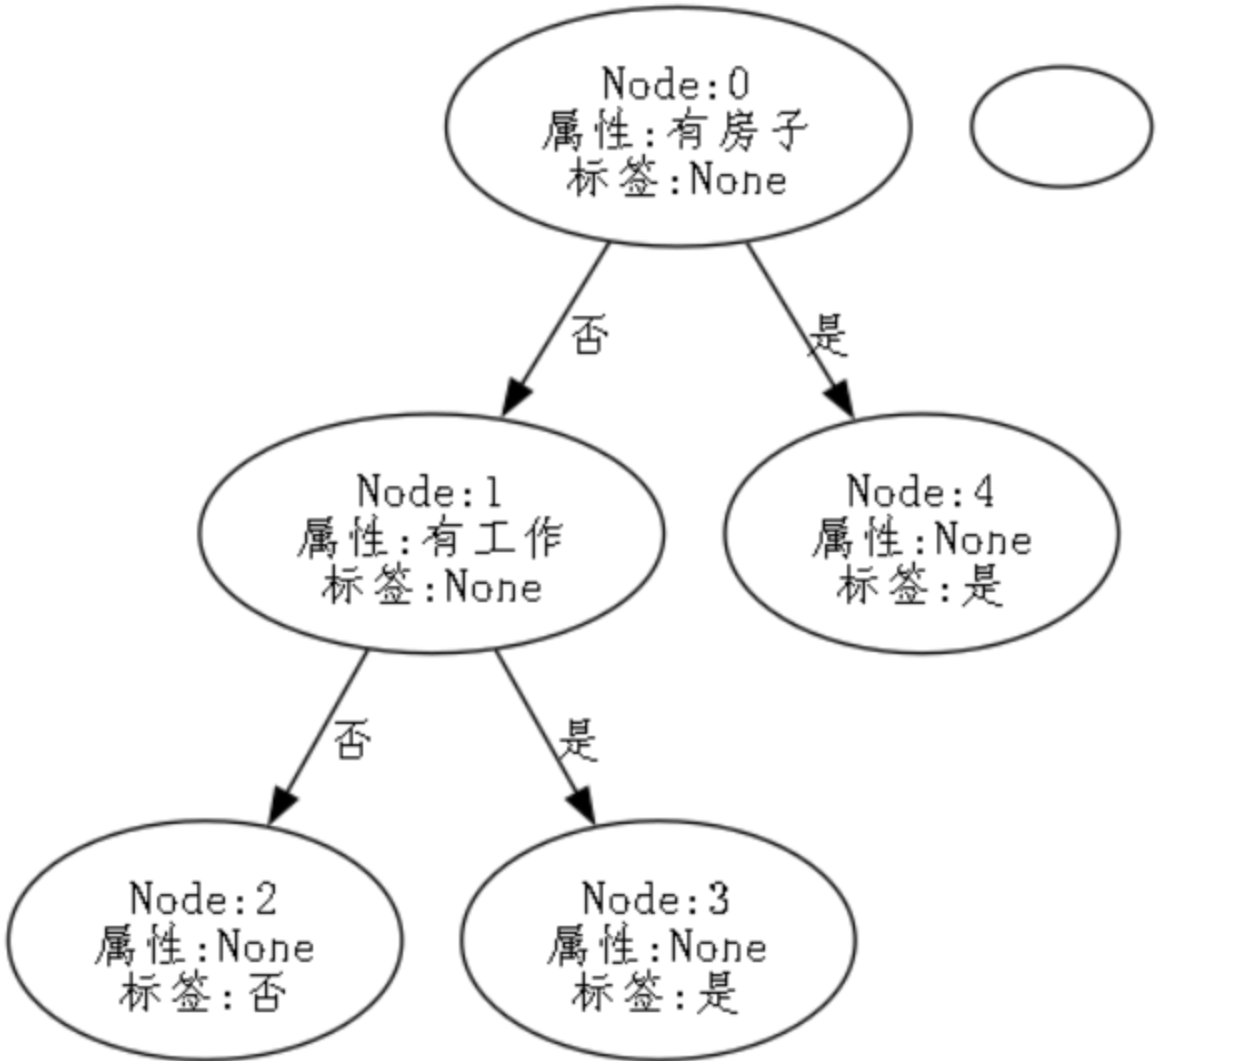 Node:0
属性:有房子
标签:None
否
是
Node:1
属性:有工作
标签:None
Node:4
属性:None
标签:是
否
是
Node:2
属性:None
标签:否
Node:3
属性:None
标签:是